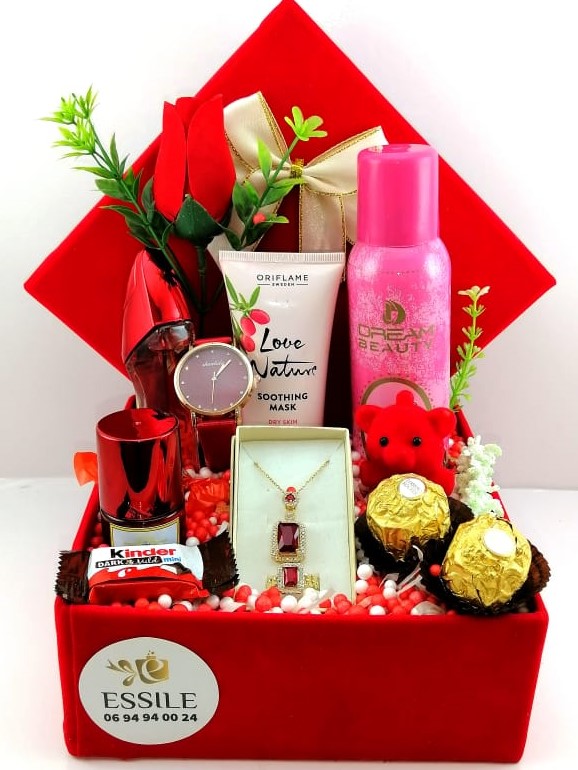 ORIFLAME
SWEDEN
Love
Nature
SOOTHING
MASK
DRY SKIN
DREAM
BEAUTY
kinder
DARK & mild mini
ESSILE
06 94 94 00 24